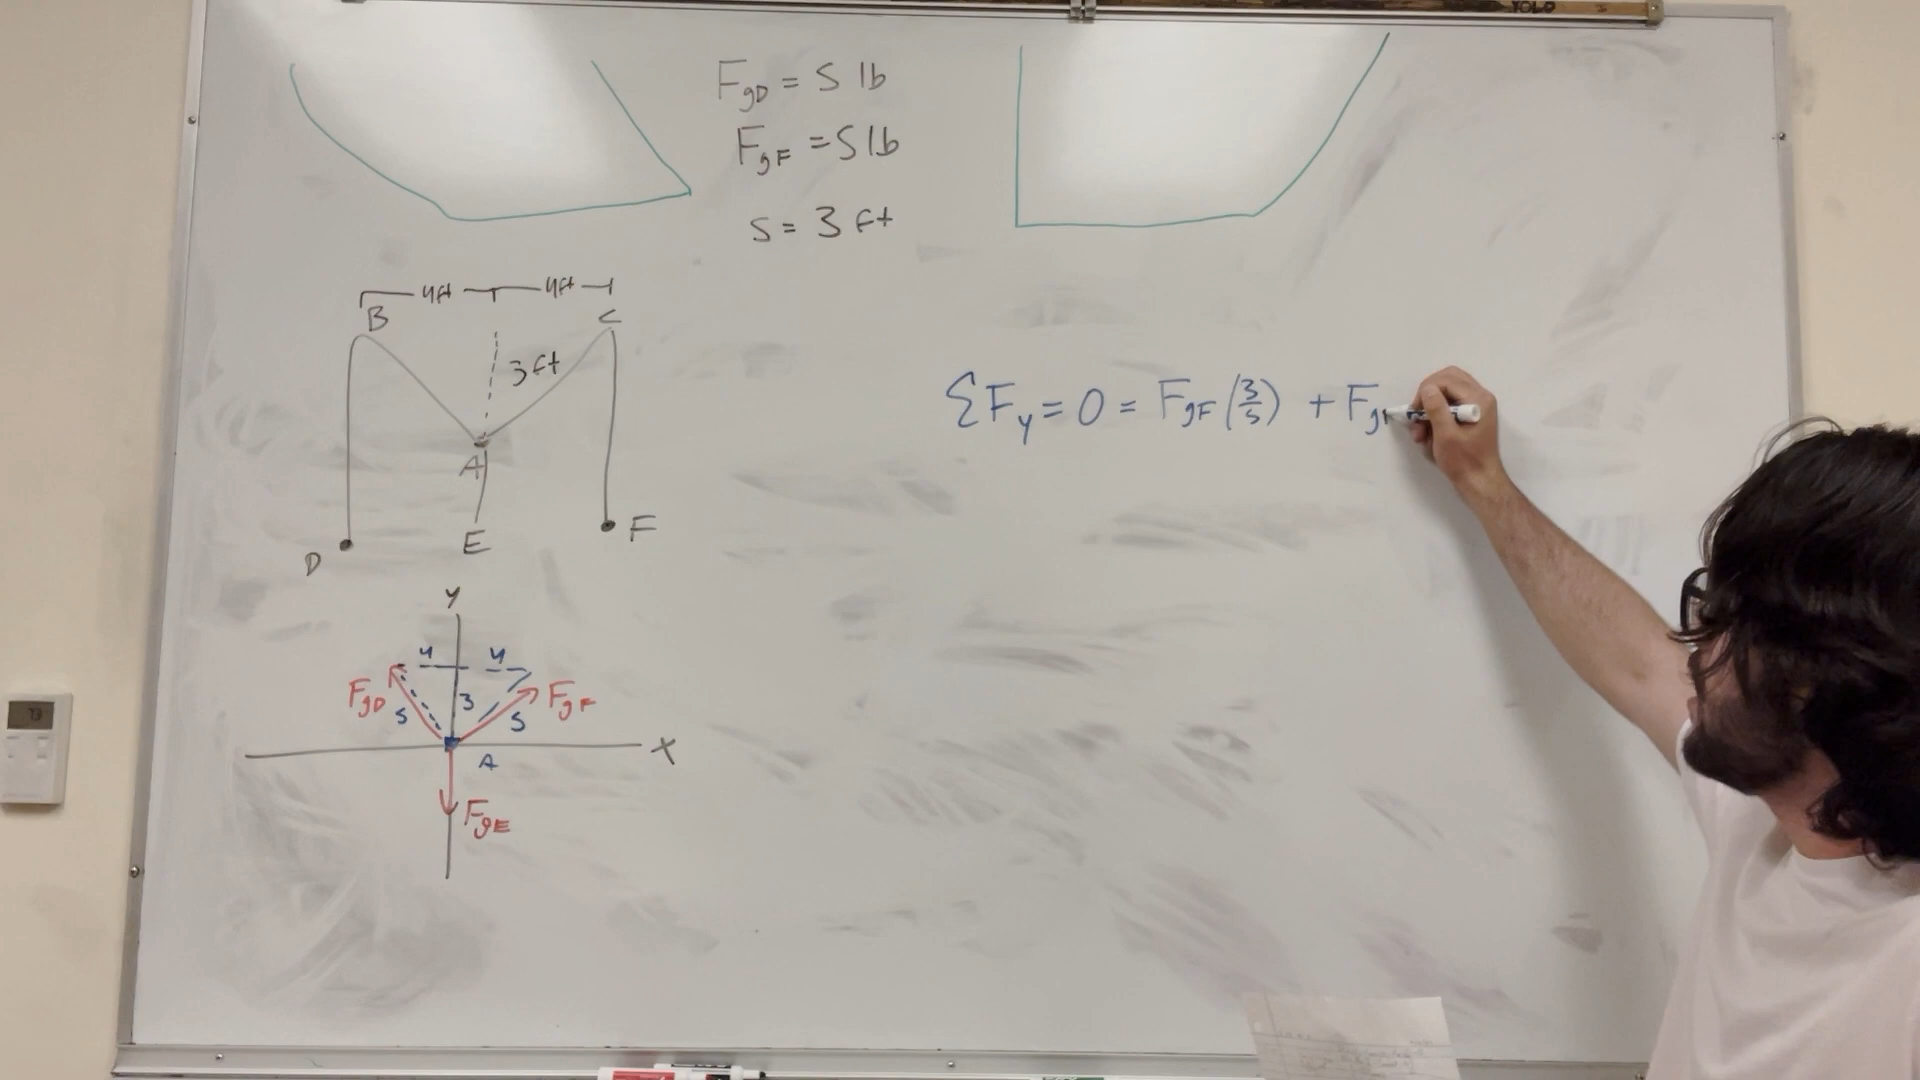 YOLO
F_gD = 5 lb
F_gF = 5 lb
s = 3 ft
4ft 4ft
B C
3 ft
A
E F
D
ΣF_y = 0 = F_gF (3/5) + F_g
y
4 4
F_gD 5 3 5 F_gF
A x
F_gE